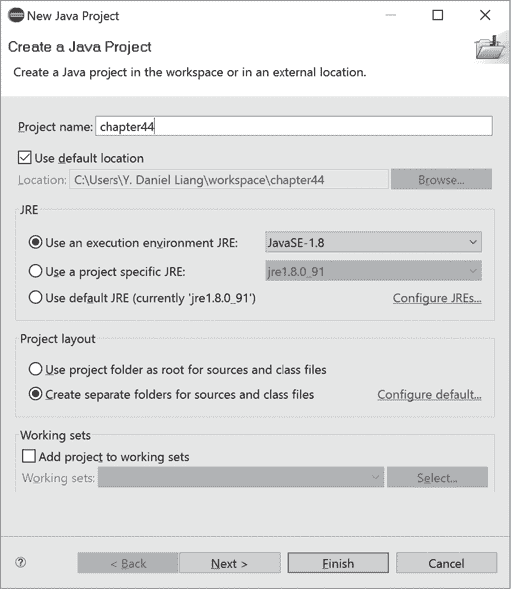 New Java Project
Create a Java Project
Create a Java project in the workspace or in an external location.
Project name: chapter44
Use default location
Location: C:\Users\Y. Daniel Liang\workspace\chapter44 Browse...
JRE
Use an execution environment JRE: JavaSE-1.8
Use a project specific JRE: jre1.8.0_91
Use default JRE (currently 'jre1.8.0_91') Configure JREs...
Project layout
Use project folder as root for sources and class files
Create separate folders for sources and class files Configure default...
Working sets
Add project to working sets
Working sets: Select...
? < Back Next > Finish Cancel